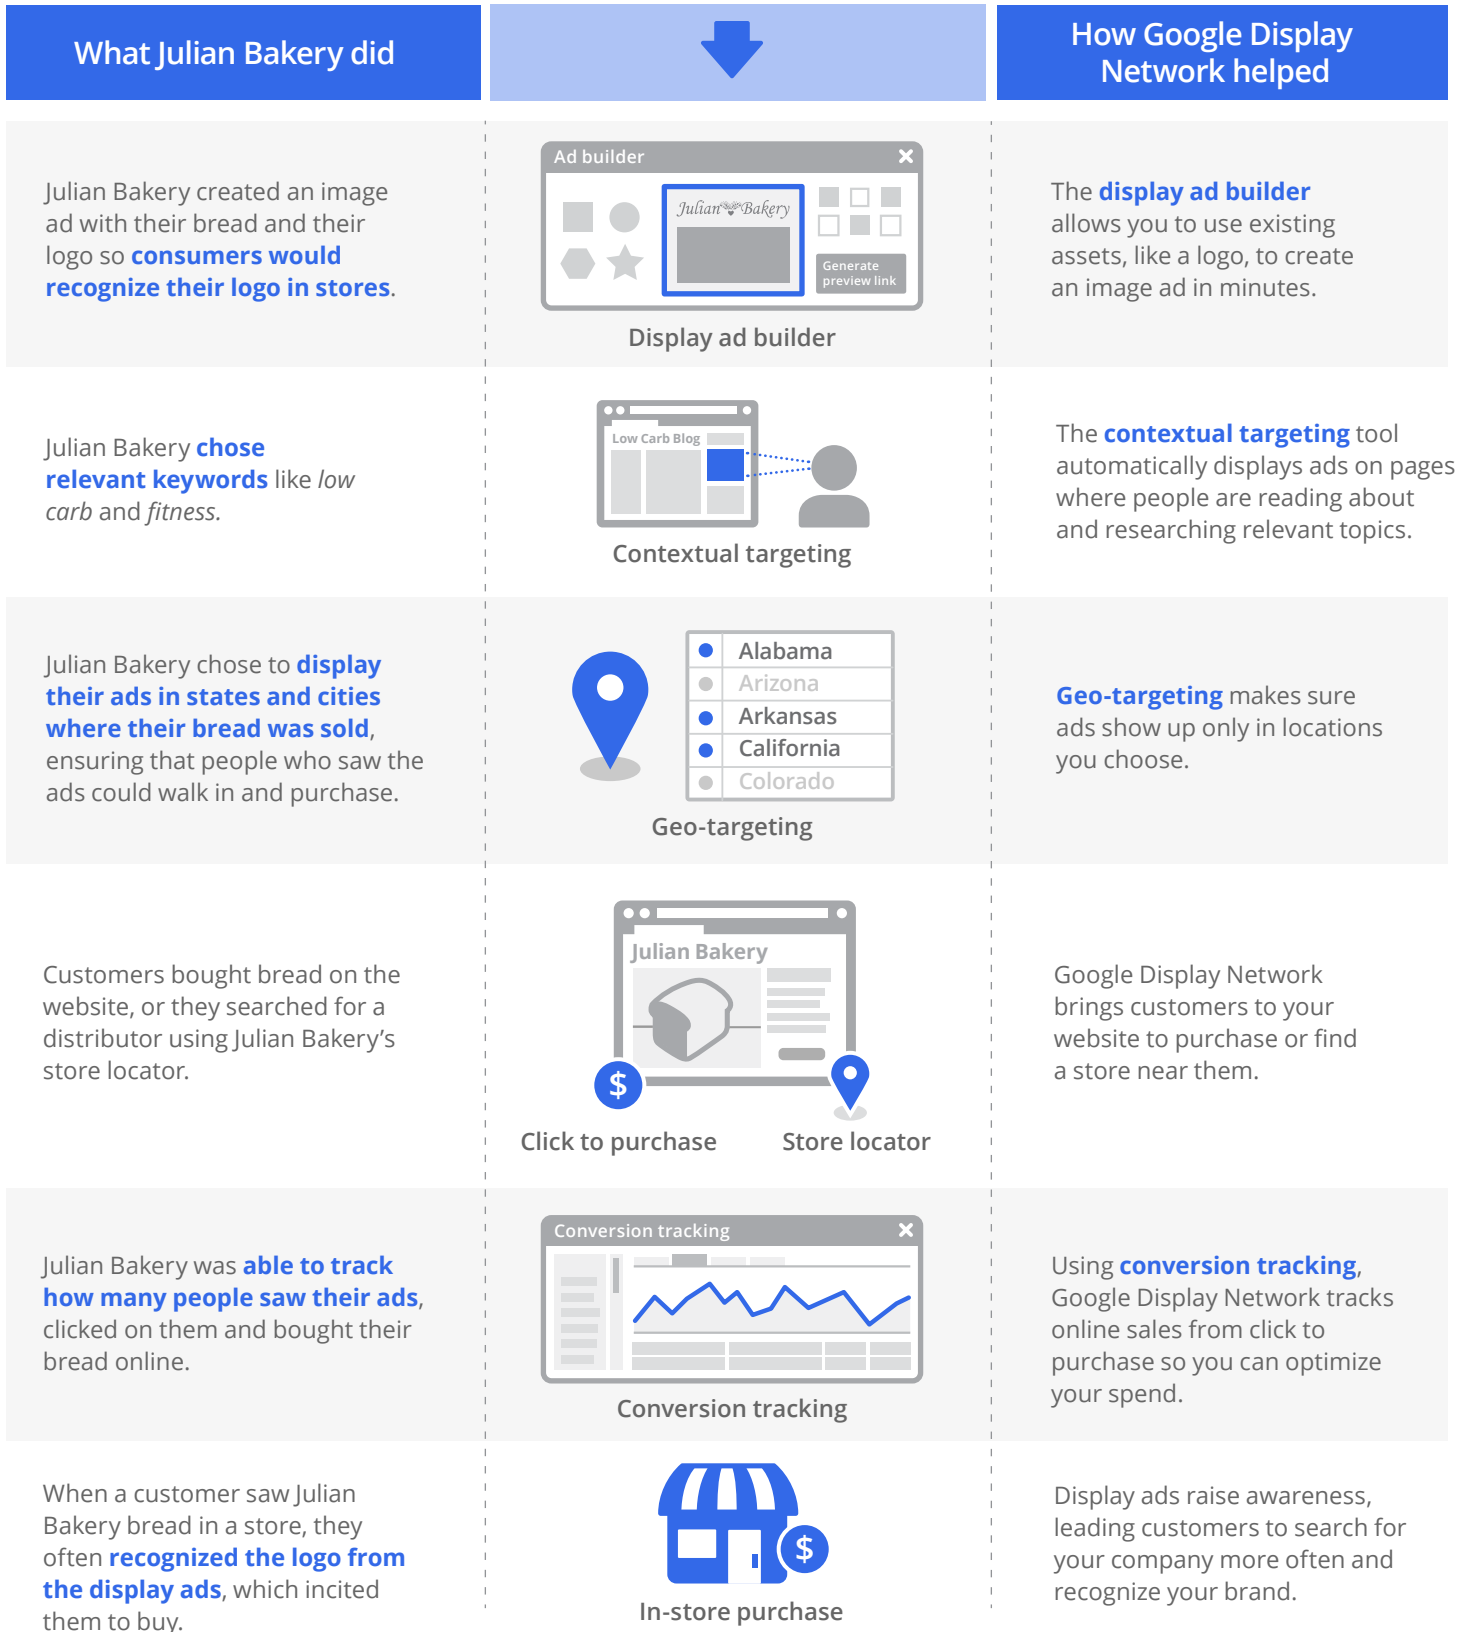 What Julian Bakery did
How Google Display
Network helped
Julian Bakery created an image
ad with their bread and their
logo so consumers would
recognize their logo in stores.
Ad builder
Julian Bakery
Generate
preview link
Display ad builder
The display ad builder
allows you to use existing
assets, like a logo, to create
an image ad in minutes.
Julian Bakery chose
relevant keywords like low
carb and fitness.
Low Carb Blog
Contextual targeting
The contextual targeting tool
automatically displays ads on pages
where people are reading about
and researching relevant topics.
Julian Bakery chose to display
their ads in states and cities
where their bread was sold,
ensuring that people who saw the
ads could walk in and purchase.
Alabama
Arizona
Arkansas
California
Colorado
Geo-targeting
Geo-targeting makes sure
ads show up only in locations
you choose.
Customers bought bread on the
website, or they searched for a
distributor using Julian Bakery’s
store locator.
Julian Bakery
$
Click to purchase
Store locator
Google Display Network
brings customers to your
website to purchase or find
a store near them.
Julian Bakery was able to track
how many people saw their ads,
clicked on them and bought their
bread online.
Conversion tracking
Conversion tracking
Using conversion tracking,
Google Display Network tracks
online sales from click to
purchase so you can optimize
your spend.
When a customer saw Julian
Bakery bread in a store, they
often recognized the logo from
the display ads, which incited
them to buy.
$
In-store purchase
Display ads raise awareness,
leading customers to search for
your company more often and
recognize your brand.